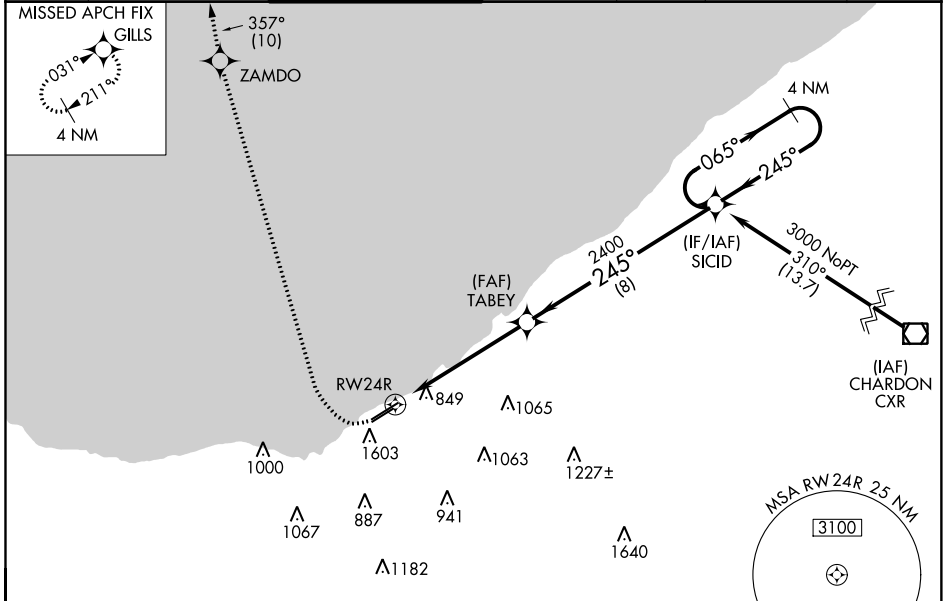 MISSED APCH FIX
GILLS
031°
211°
4 NM
357°
(10)
ZAMDO
4 NM
065°
245°
(IF/IAF)
SICID
3000 NoPT
310°
(13.7)
2400
245°
(8)
(FAF)
TABEY
(IAF)
CHARDON
CXR
RW24R
849
1065
1603
1000
1063
1227±
1067
887
941
1640
1182
MSA RW24R 25 NM
3100